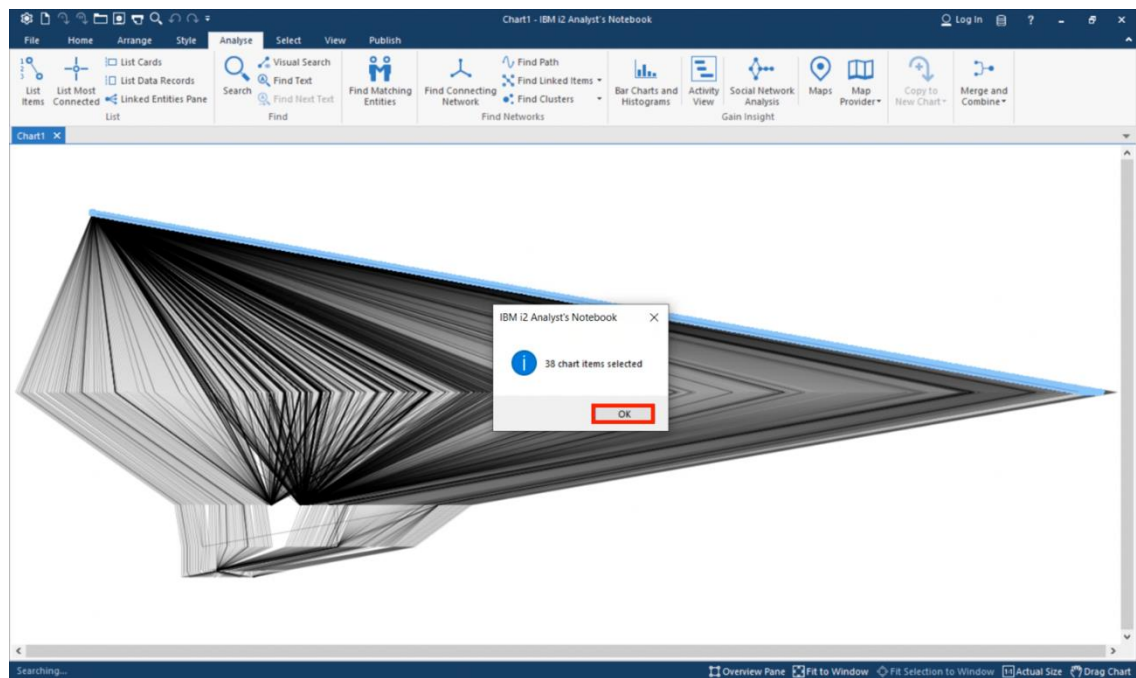 Chart1 - IBM i2 Analyst's Notebook
Log In
?
File Home Arrange Style Analyse Select View Publish
List Items
List Most Connected
List Cards
List Data Records
Linked Entities Pane
List
Search
Visual Search
Find Text
Find Next Text
Find
Find Matching Entities
Find Connecting Network
Find Path
Find Linked Items
Find Clusters
Find Networks
Bar Charts and Histograms
Activity View
Social Network Analysis
Maps
Map Provider
Gain Insight
Copy to New Chart
Merge and Combine
Chart1
IBM i2 Analyst's Notebook
38 chart items selected
OK
Searching...
Overview Pane Fit to Window Fit Selection to Window 1:1 Actual Size Drag Chart